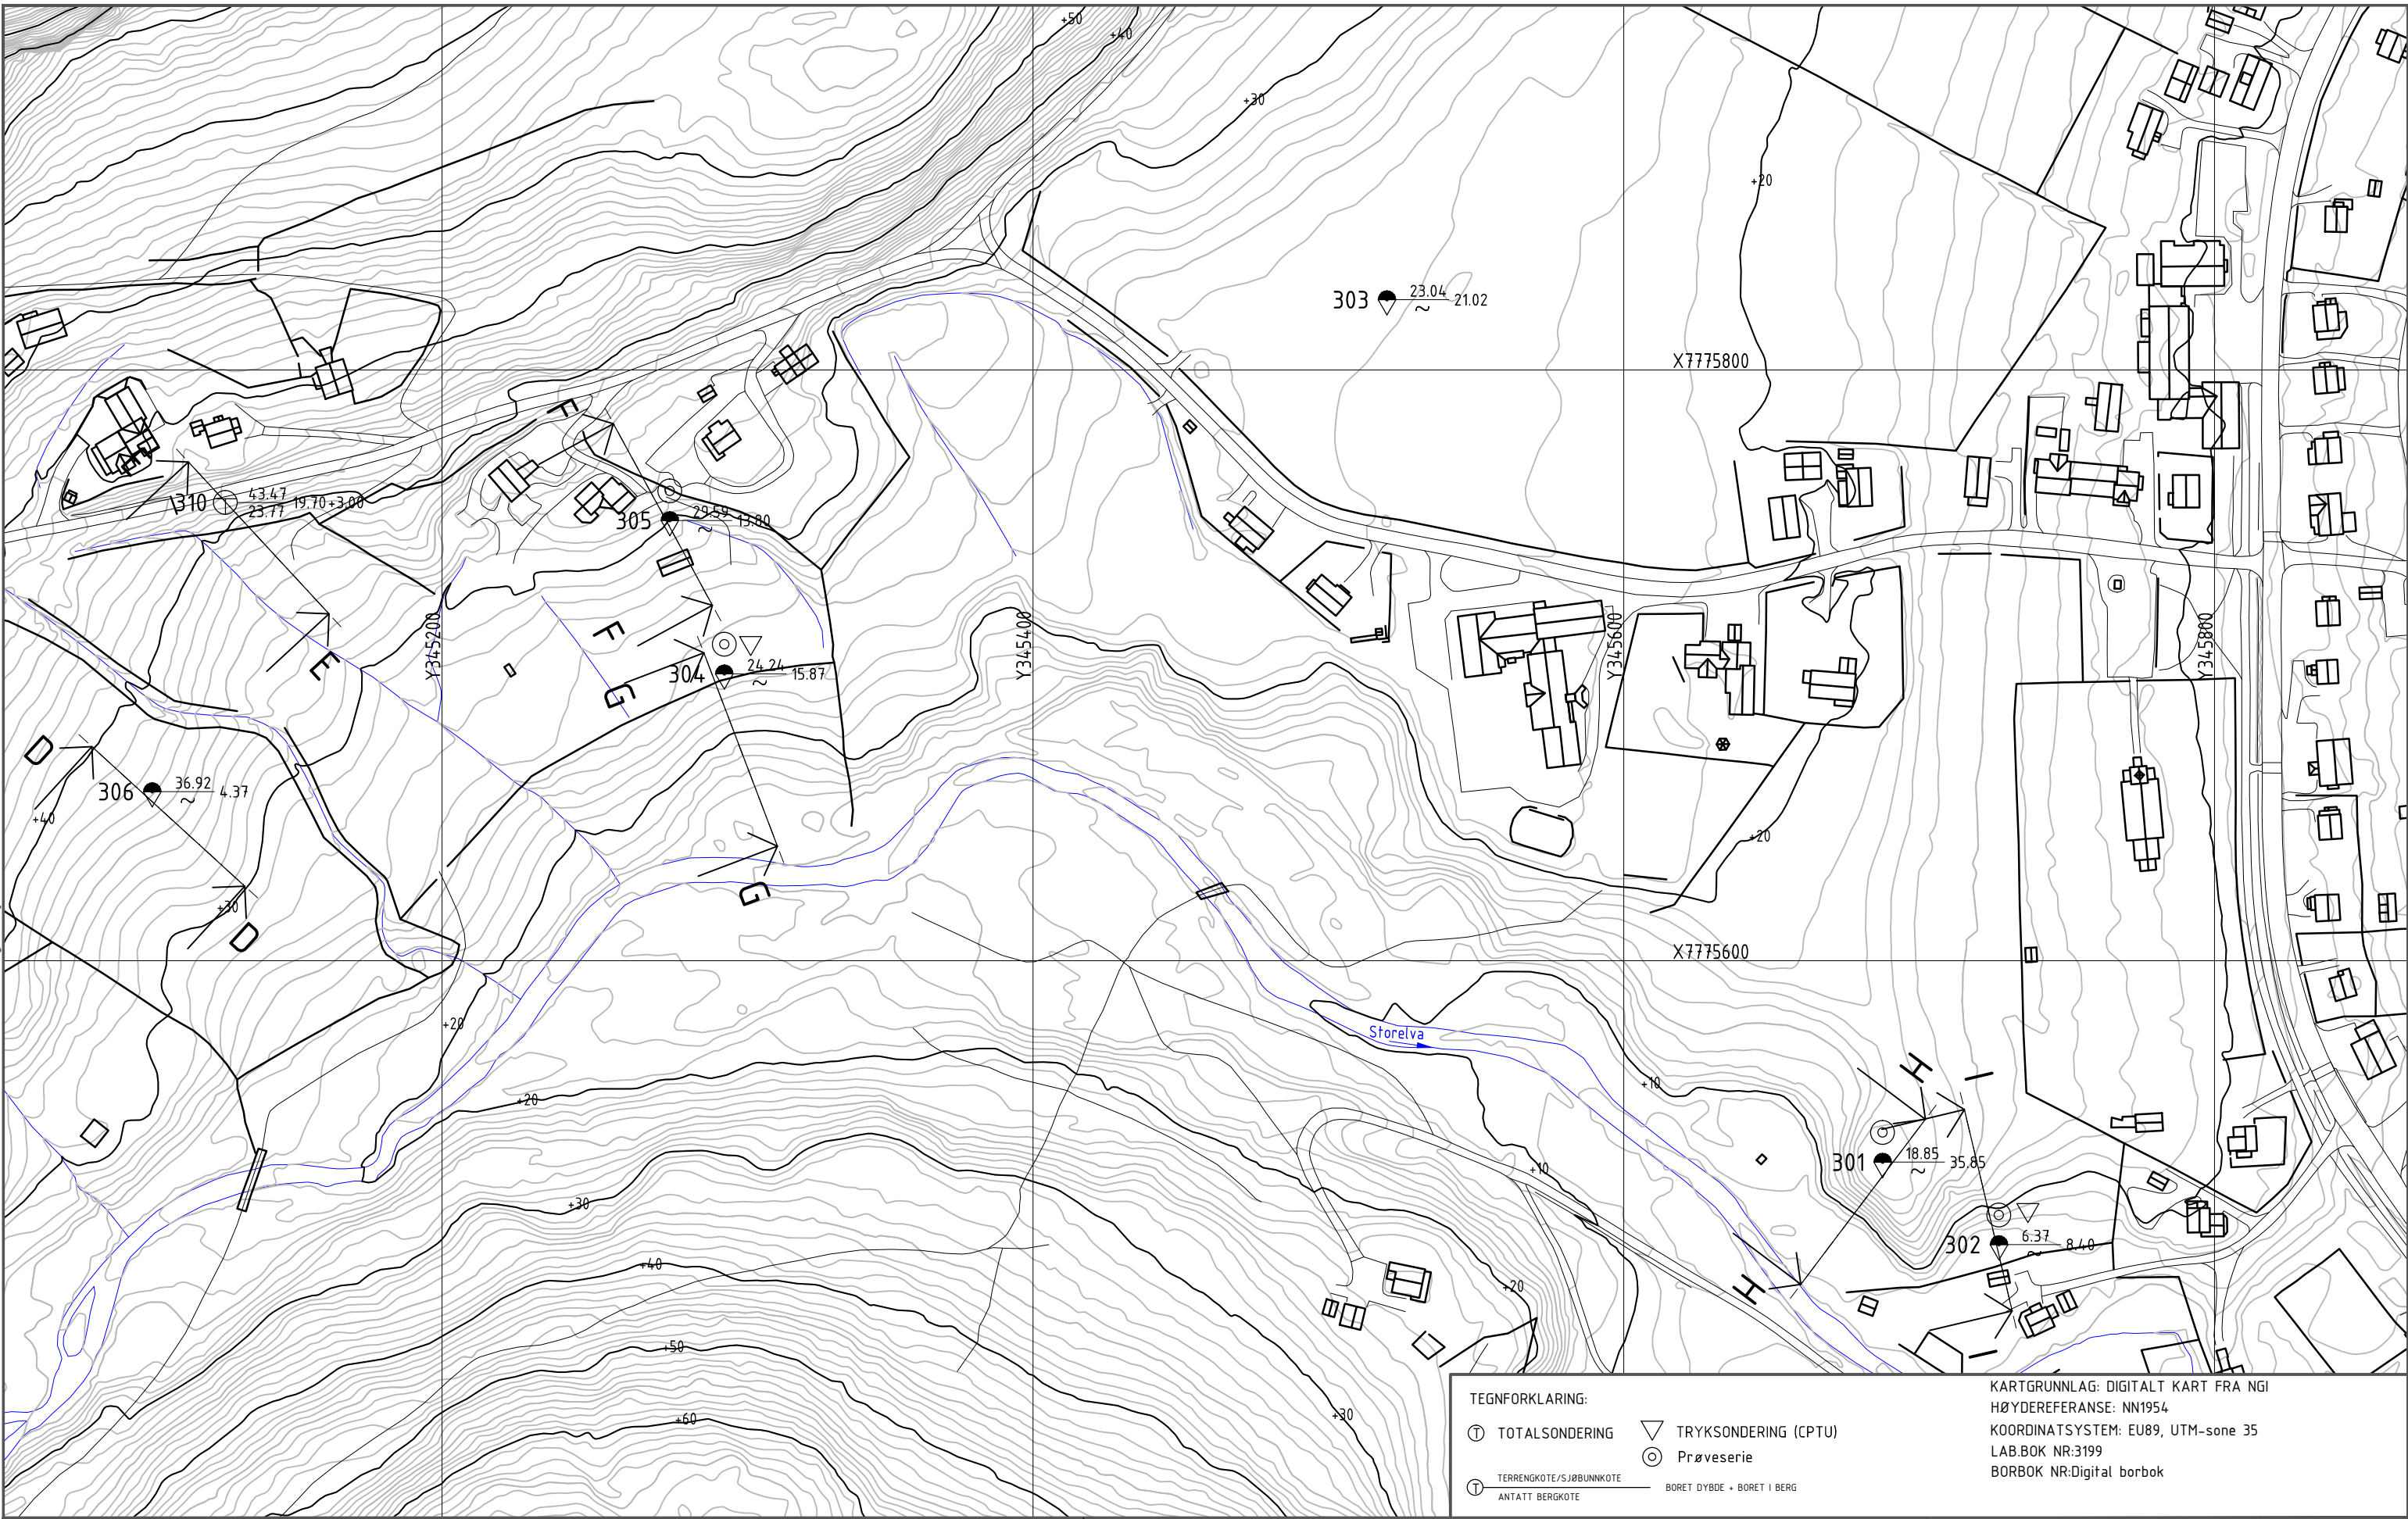 +50
+40
+30
+20
303 23.04 21.02
~
X7775800
F
310 43.47 19.70+3.00
23.77
305 29.59 13.80
~
E
Y345200
F
Y345400
Y345600
Y345800
304 24.24 15.87
~
G
D
306 36.92 4.37
~
+40
+20
G
+30
D
X7775600
+20
Storelva
H
I
+10
+20
301 18.85 35.85
~
+10
+30
302 6.37 8.40
~
+40
H
+20
+50
I
+30
+60
TEGNFORKLARING:
T TOTALSONDERING
TRYKSONDERING (CPTU)
Prøveserie
T TERRENGKOTE/SJØBUNNKOTE
ANTATT BERGKOTE
BORET DYBDE + BORET I BERG
KARTGRUNNLAG: DIGITALT KART FRA NGI
HØYDEREFERANSE: NN1954
KOORDINATSYSTEM: EU89, UTM-sone 35
LAB.BOK NR:3199
BORBOK NR:Digital borbok